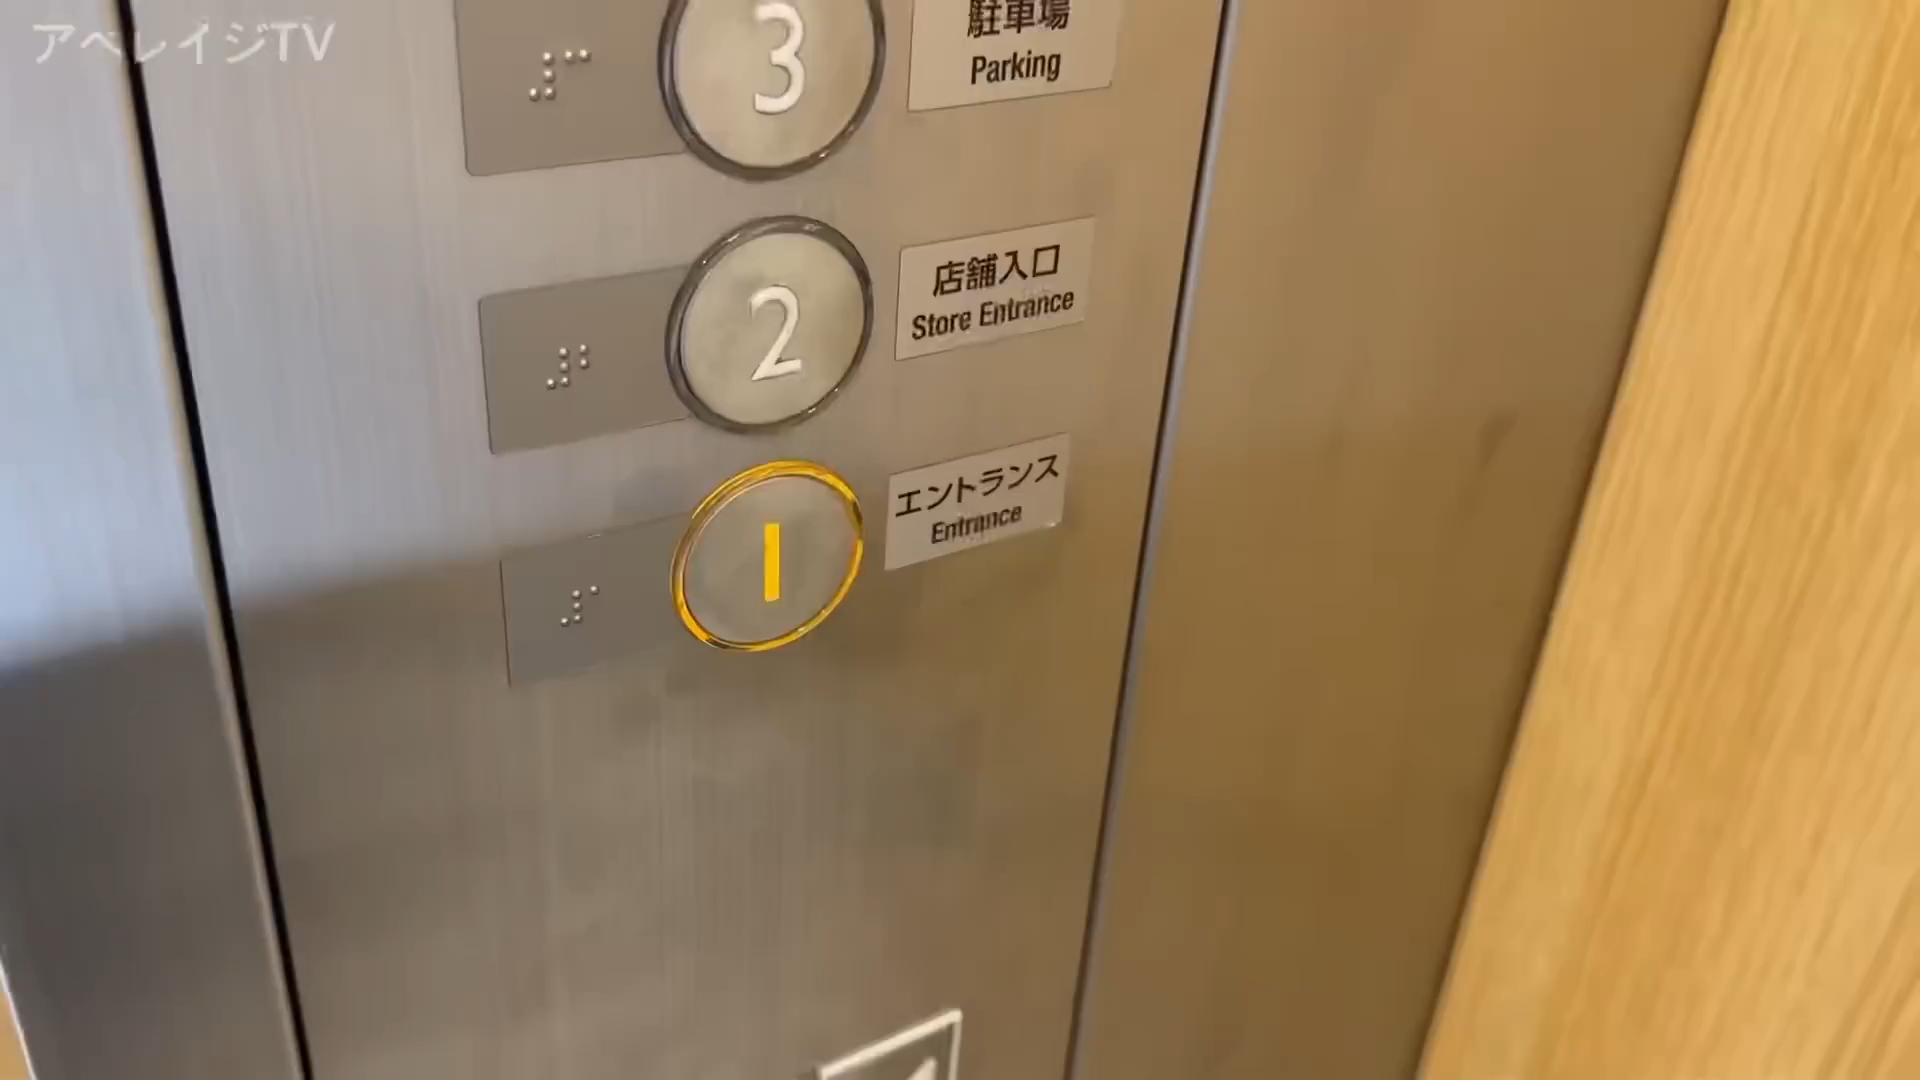 アベレイジTV
3
駐車場
Parking
2
店舗入口
Store Entrance
1
エントランス
Entrance